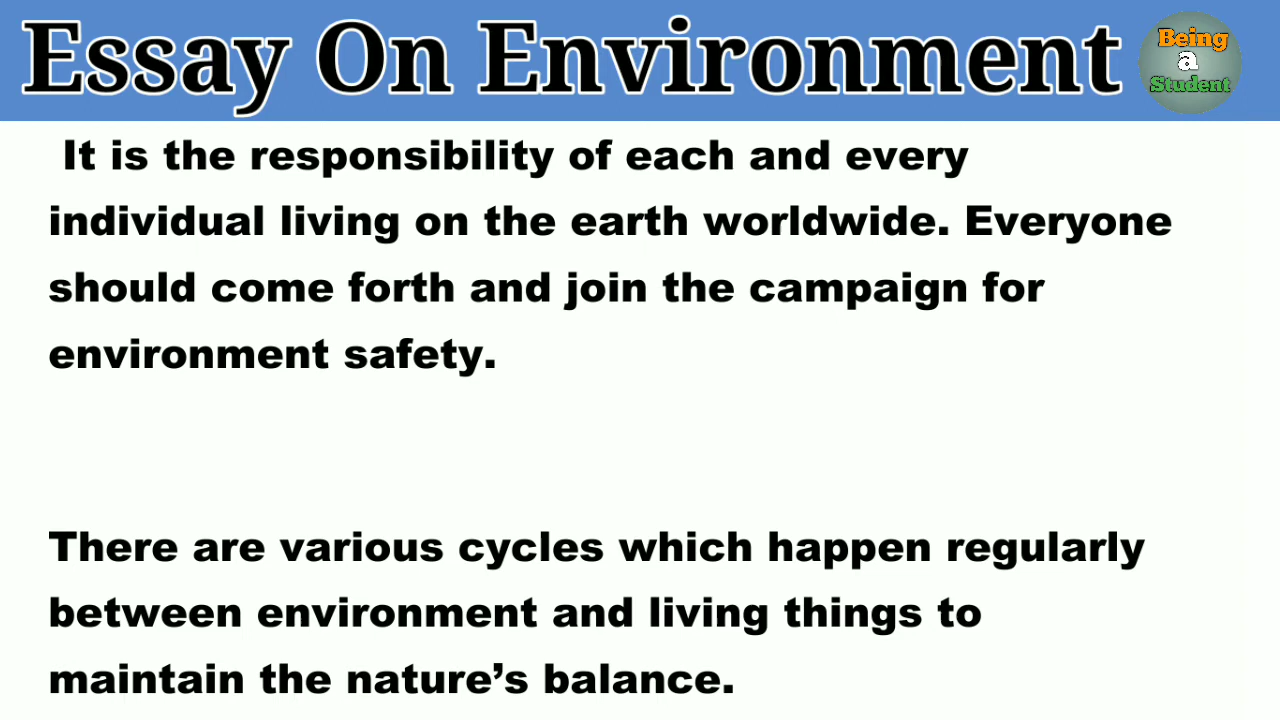 Essay On Environment
Being
a
Student
It is the responsibility of each and every
individual living on the earth worldwide. Everyone
should come forth and join the campaign for
environment safety.
There are various cycles which happen regularly
between environment and living things to
maintain the nature’s balance.